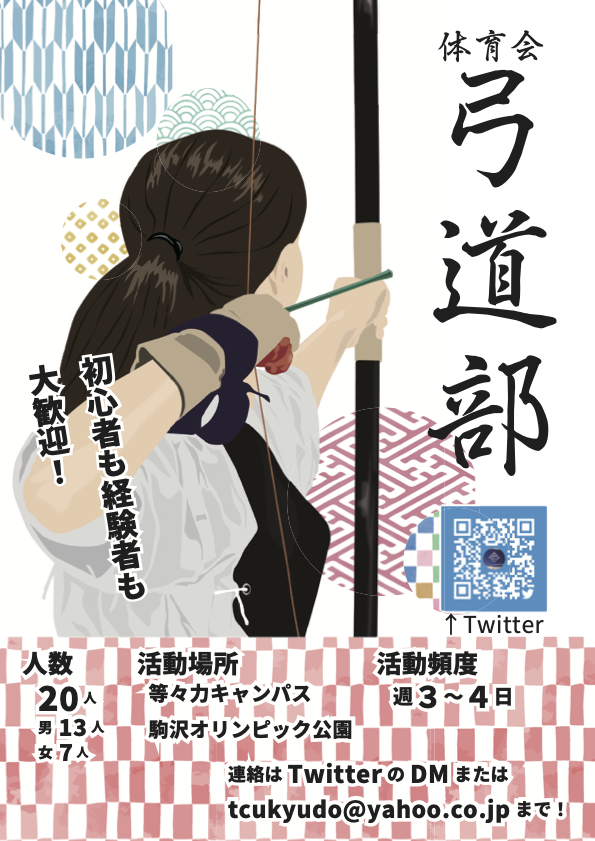 体育会
弓道部
初心者も経験者も
大歓迎！
↑Twitter
人数
20人
男 13人
女 7人
活動場所
等々力キャンパス
駒沢オリンピック公園
活動頻度
週３～４日
連絡は TwitterのDMまたは
tcukyudo@yahoo.co.jpまで！